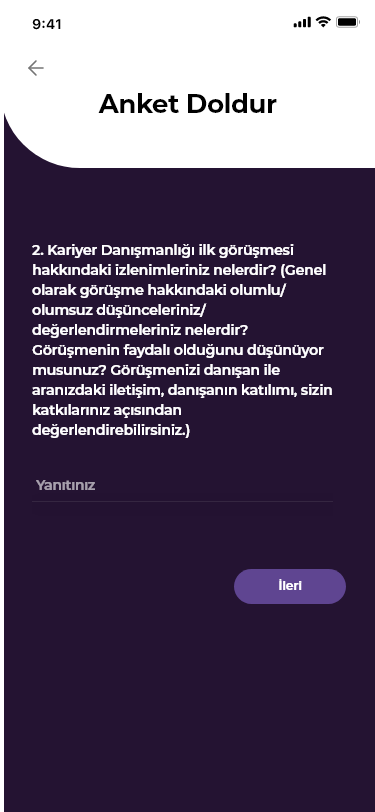 9:41
Anket Doldur
2. Kariyer Danışmanlığı ilk görüşmesi
hakkındaki izlenimleriniz nelerdir? (Genel
olarak görüşme hakkındaki olumlu/
olumsuz düşünceleriniz/
değerlendirmeleriniz nelerdir?
Görüşmenin faydalı olduğunu düşünüyor
musunuz? Görüşmenizi danışan ile
aranızdaki iletişim, danışanın katılımı, sizin
katkılarınız açısından
değerlendirebilirsiniz.)
Yanıtınız
İleri